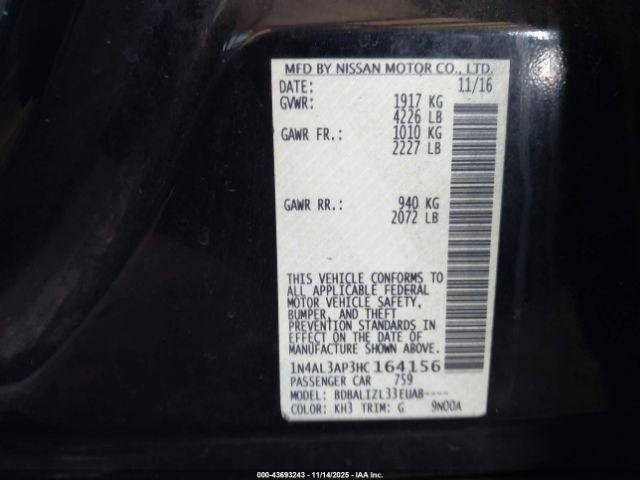 MFD BY NISSAN MOTOR CO., LTD.
DATE: 11/16
GVWR: 1917 KG
4226 LB
GAWR FR.: 1010 KG
2227 LB
GAWR RR.: 940 KG
2072 LB
THIS VEHICLE CONFORMS TO
ALL APPLICABLE FEDERAL
MOTOR VEHICLE SAFETY,
BUMPER, AND THEFT
PREVENTION STANDARDS IN
EFFECT ON THE DATE OF
MANUFACTURE SHOWN ABOVE.
1N4AL3AP3HC164156
PASSENGER CAR 759
MODEL: BDBALIZL33EUAB----
COLOR: KH3 TRIM: G 9N00A
000-43693243 - 11/14/2025 - IAA Inc.